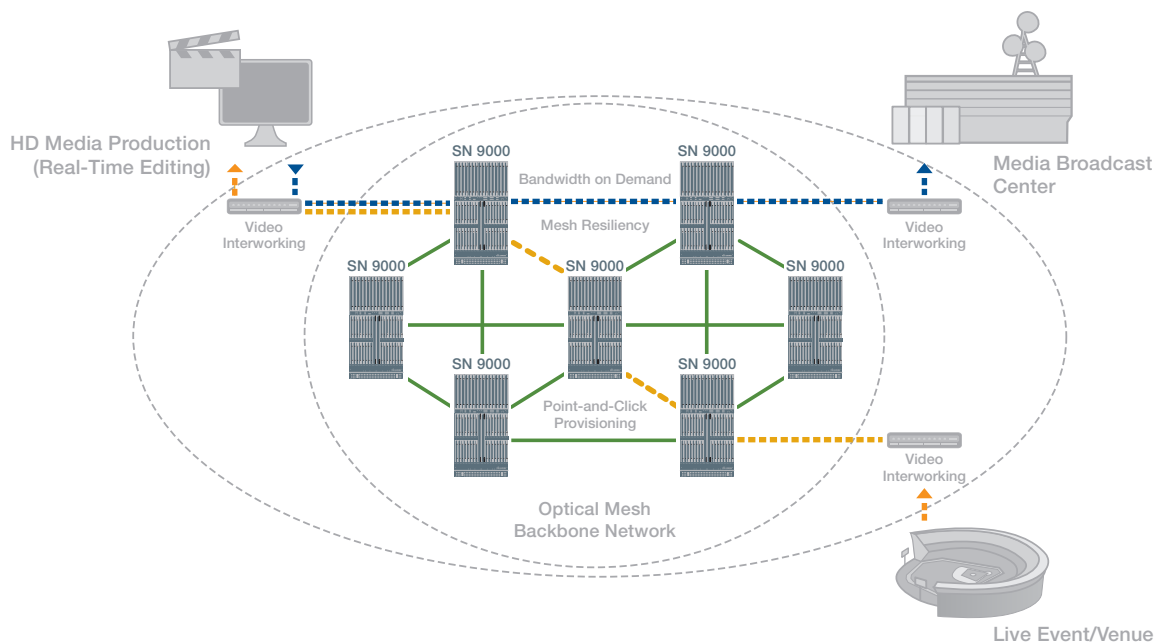 HD Media Production
(Real-Time Editing)
Media Broadcast
Center
SN 9000
SN 9000
Bandwidth on Demand
Mesh Resiliency
Video
Interworking
Video
Interworking
SN 9000
SN 9000
SN 9000
SN 9000
SN 9000
Point-and-Click
Provisioning
Video
Interworking
Optical Mesh
Backbone Network
Live Event/Venue